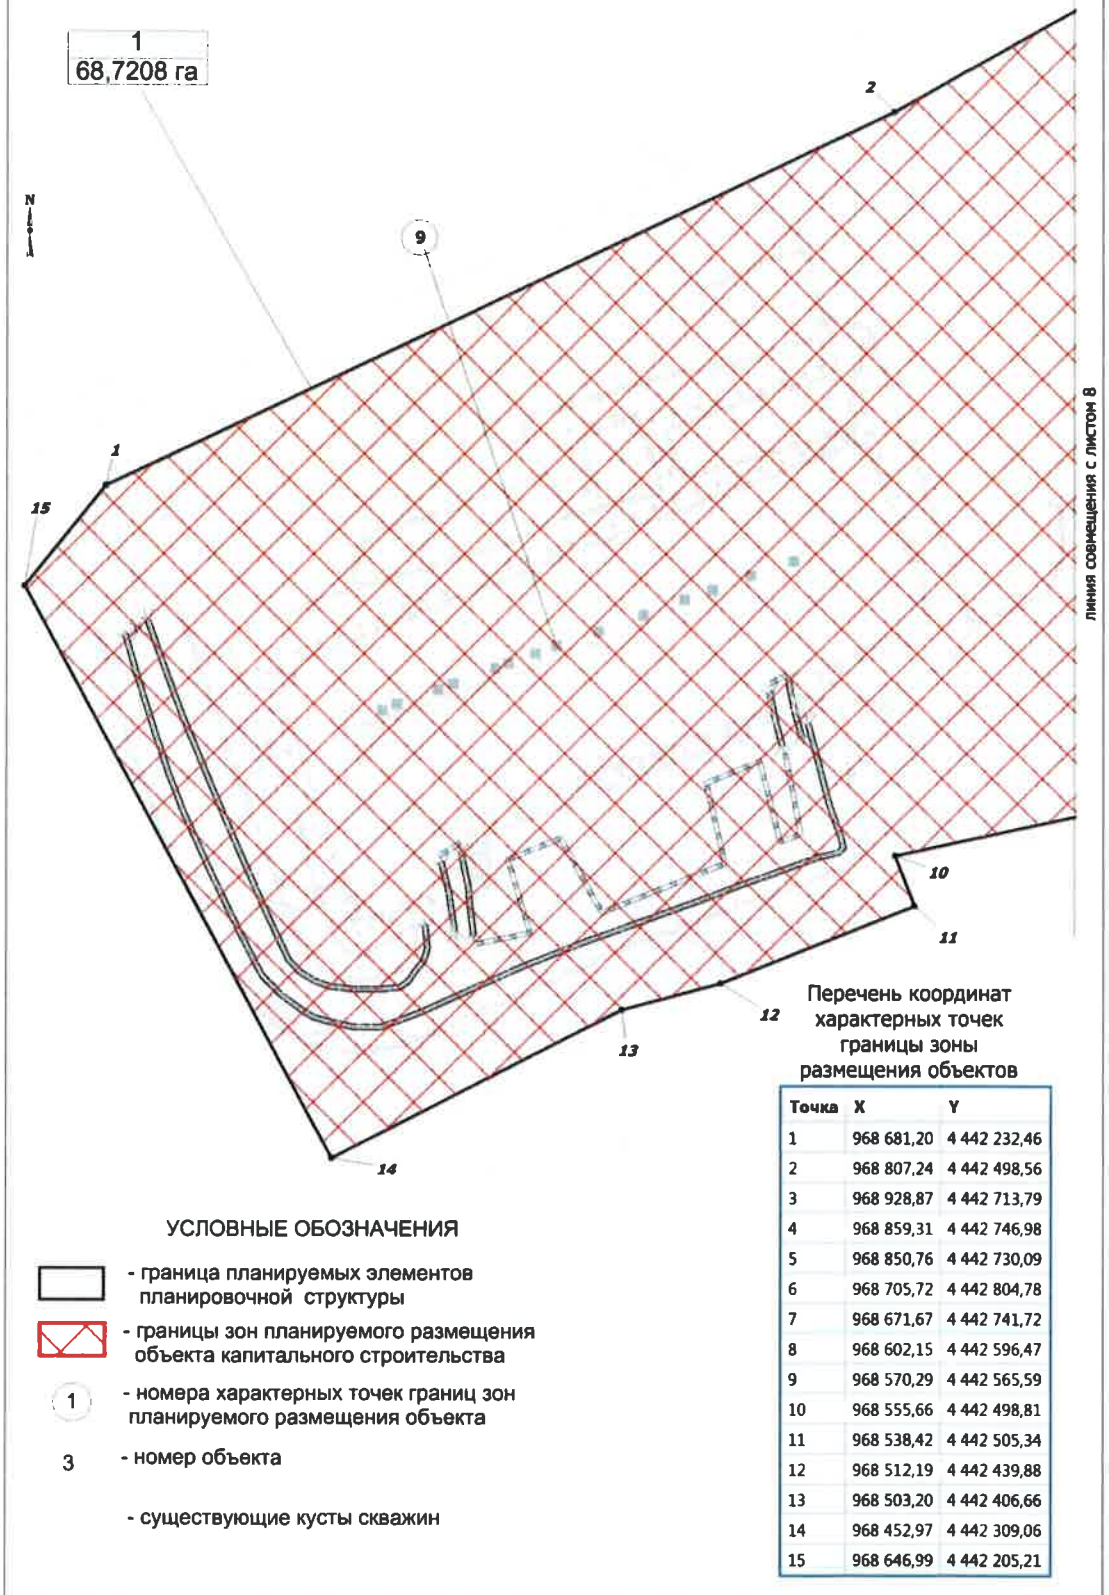 1
68,7208 га
2
N
9
1
15
линия совмещения с листом 8
10
11
12
13
14
Перечень координат
характерных точек
границы зоны
размещения объектов
Точка X Y
1 968 681,20 4 442 232,46
2 968 807,24 4 442 498,56
3 968 928,87 4 442 713,79
4 968 859,31 4 442 746,98
5 968 850,76 4 442 730,09
6 968 705,72 4 442 804,78
7 968 671,67 4 442 741,72
8 968 602,15 4 442 596,47
9 968 570,29 4 442 565,59
10 968 555,66 4 442 498,81
11 968 538,42 4 442 505,34
12 968 512,19 4 442 439,88
13 968 503,20 4 442 406,66
14 968 452,97 4 442 309,06
15 968 646,99 4 442 205,21
УСЛОВНЫЕ ОБОЗНАЧЕНИЯ
- граница планируемых элементов
планировочной структуры
- границы зон планируемого размещения
объекта капитального строительства
1 - номера характерных точек границ зон
планируемого размещения объекта
3 - номер объекта
- существующие кусты скважин